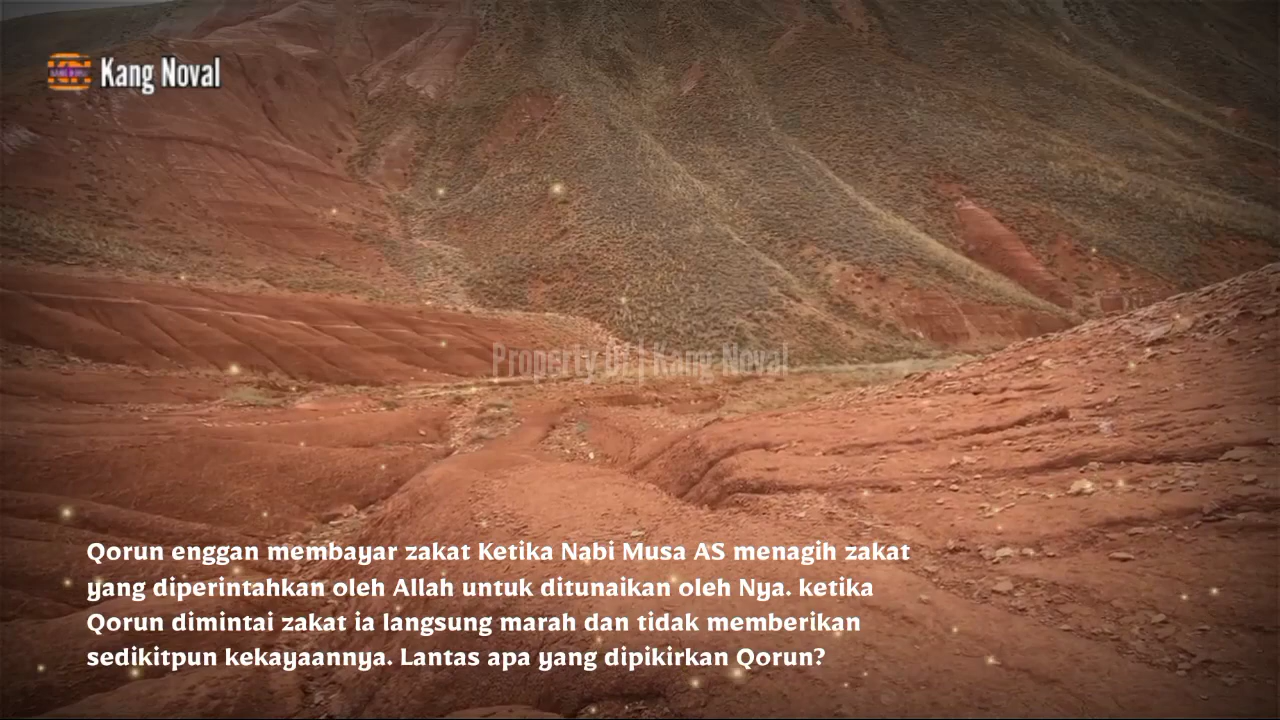 Kang Noval
Property Of | Kang Noval
Qorun enggan membayar zakat Ketika Nabi Musa AS menagih zakat
yang diperintahkan oleh Allah untuk ditunaikan oleh Nya. ketika
Qorun dimintai zakat ia langsung marah dan tidak memberikan
sedikitpun kekayaannya. Lantas apa yang dipikirkan Qorun?